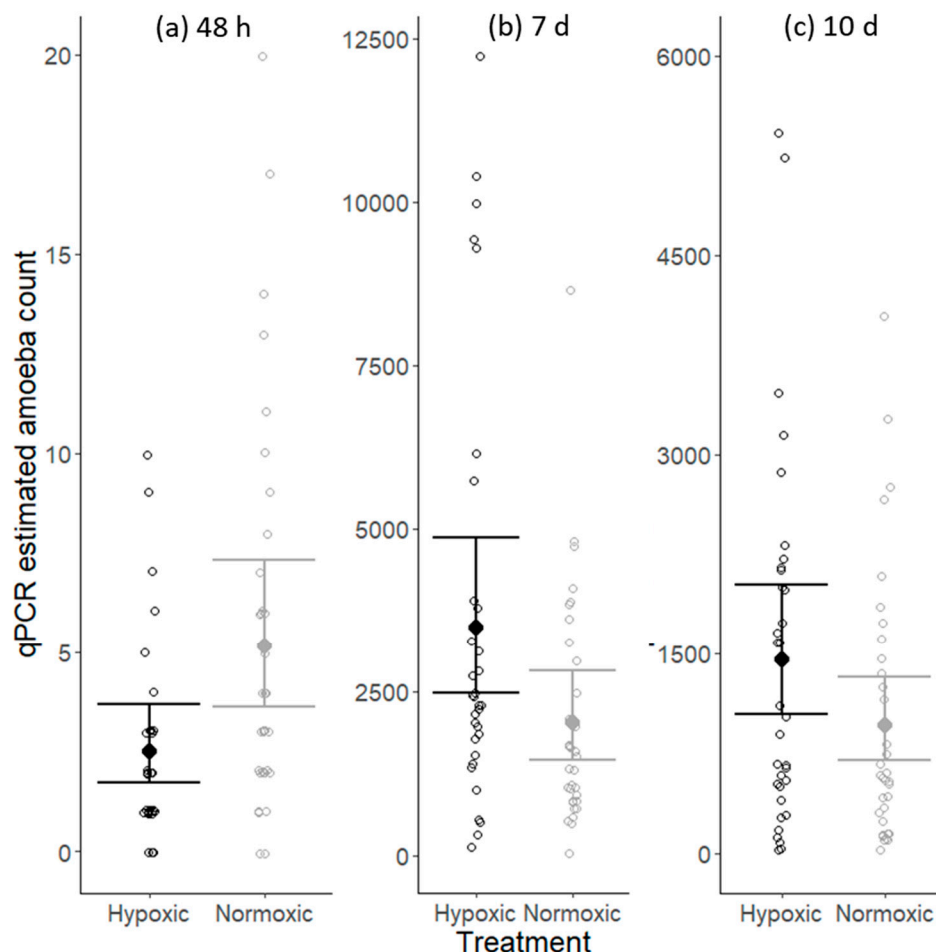 (a) 48 h
(b) 7 d
(c) 10 d
qPCR estimated amoeba count
20
15
10
5
0
12500
10000
7500
5000
2500
0
6000
4500
3000
1500
0
Hypoxic Normoxic
Hypoxic Normoxic
Hypoxic Normoxic
Treatment